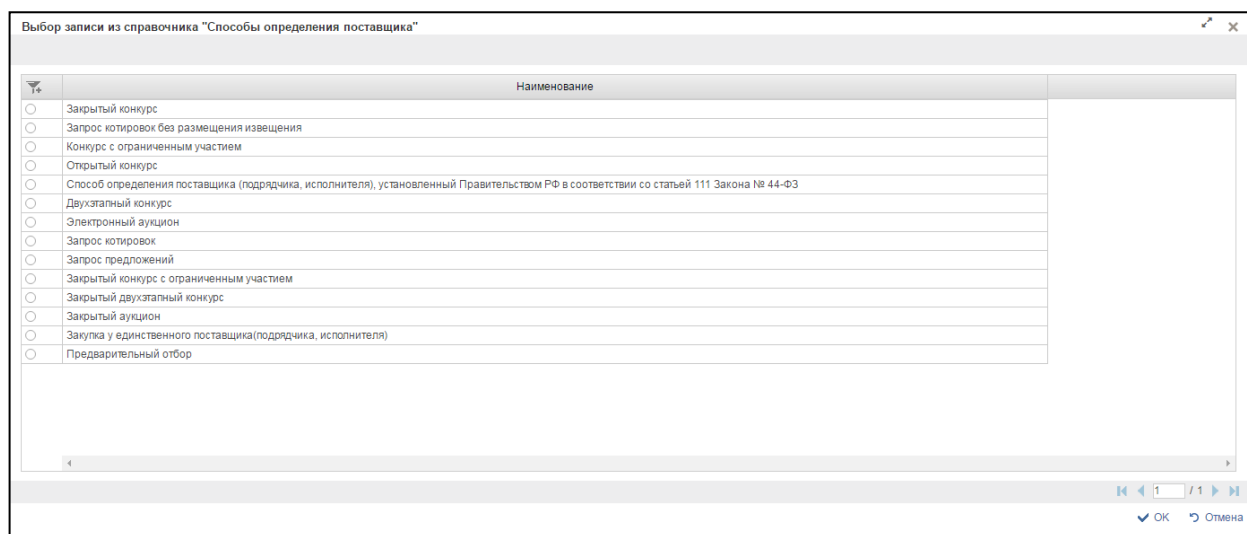 Выбор записи из справочника "Способы определения поставщика"
Наименование
Закрытый конкурс
Запрос котировок без размещения извещения
Конкурс с ограниченным участием
Открытый конкурс
Способ определения поставщика (подрядчика, исполнителя), установленный Правительством РФ в соответствии со статьей 111 Закона № 44-ФЗ
Двухэтапный конкурс
Электронный аукцион
Запрос котировок
Запрос предложений
Закрытый конкурс с ограниченным участием
Закрытый двухэтапный конкурс
Закрытый аукцион
Закупка у единственного поставщика(подрядчика, исполнителя)
Предварительный отбор
1 / 1
OK Отмена